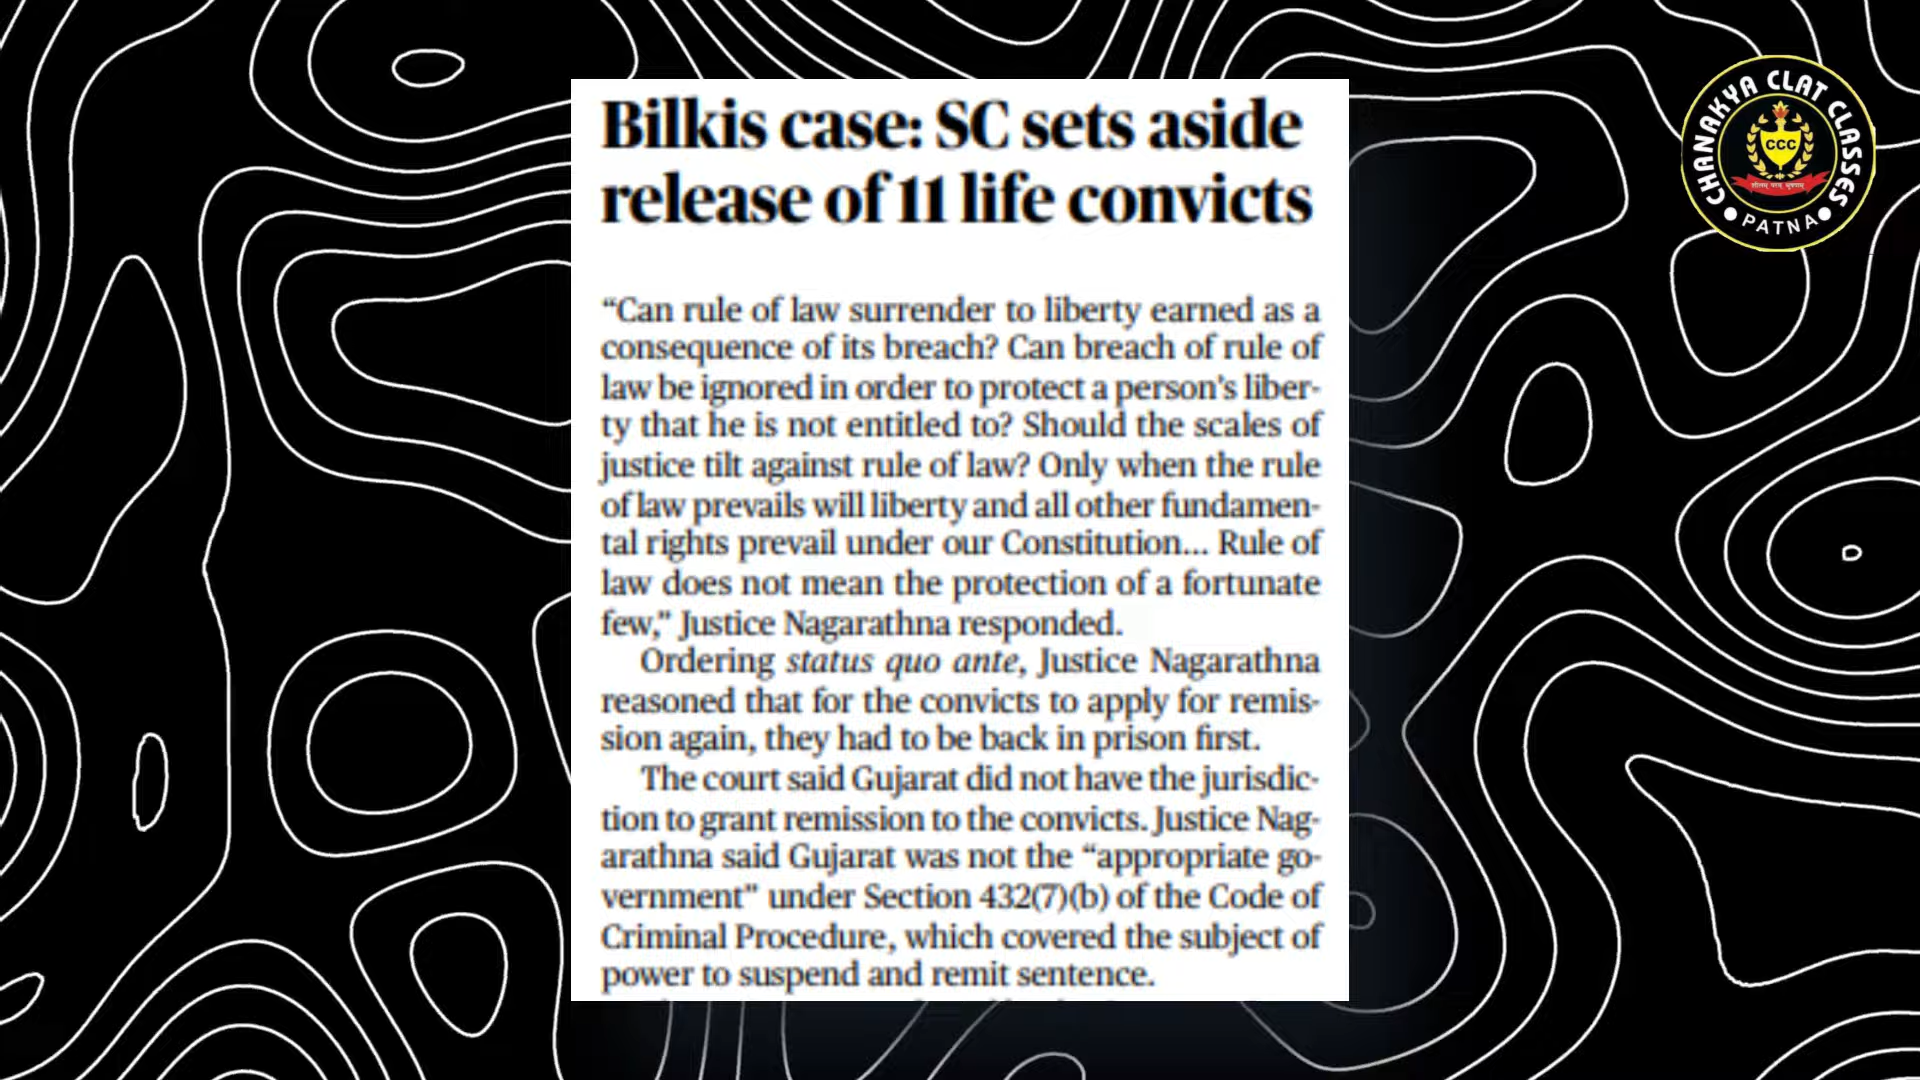 Bilkis case: SC sets aside
release of 11 life convicts
“Can rule of law surrender to liberty earned as a
consequence of its breach? Can breach of rule of
law be ignored in order to protect a person’s liber-
ty that he is not entitled to? Should the scales of
justice tilt against rule of law? Only when the rule
of law prevails will liberty and all other fundamen-
tal rights prevail under our Constitution... Rule of
law does not mean the protection of a fortunate
few,” Justice Nagarathna responded.
Ordering status quo ante, Justice Nagarathna
reasoned that for the convicts to apply for remis-
sion again, they had to be back in prison first.
The court said Gujarat did not have the jurisdic-
tion to grant remission to the convicts. Justice Nag-
arathna said Gujarat was not the “appropriate go-
vernment” under Section 432(7)(b) of the Code of
Criminal Procedure, which covered the subject of
power to suspend and remit sentence.
CHANAKYA CLAT CLASSES
CCC
PATNA